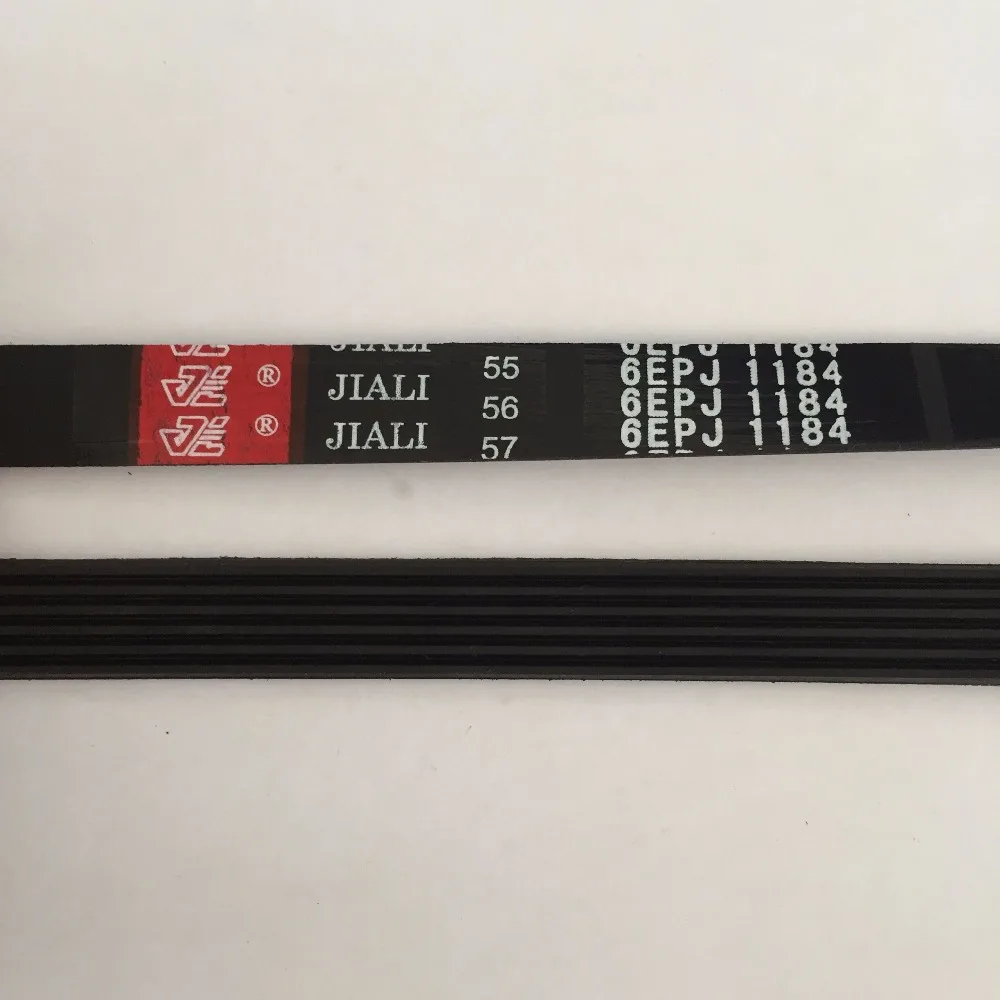 JIALI 55 6EPJ 1184
® JIALI 56 6EPJ 1184
® JIALI 57 6EPJ 1184